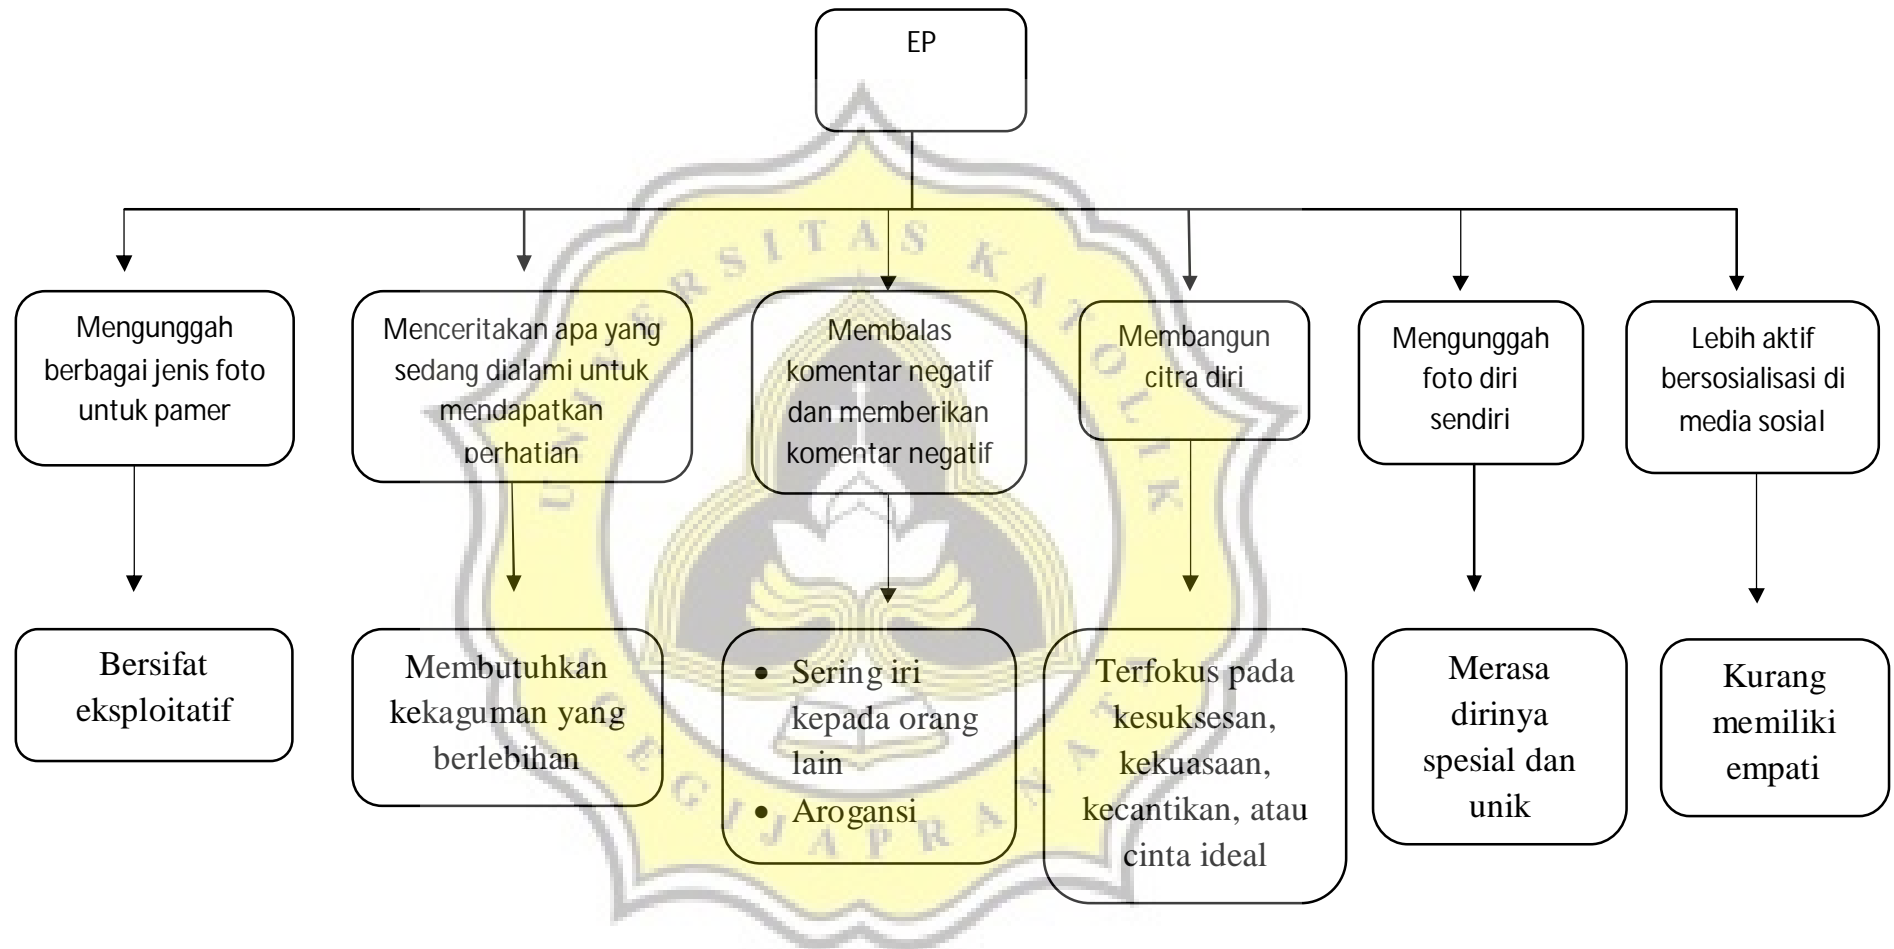 EP
Mengunggah
berbagai jenis foto
untuk pamer
Menceritakan apa yang
sedang dialami untuk
mendapatkan
perhatian
Membalas
komentar negatif
dan memberikan
komentar negatif
Membangun
citra diri
Mengunggah
foto diri
sendiri
Lebih aktif
bersosialisasi di
media sosial
Bersifat
eksploitatif
Membutuhkan
kekaguman yang
berlebihan
• Sering iri
kepada orang
lain
• Arogansi
Terfokus pada
kesuksesan,
kekuasaan,
kecantikan, atau
cinta ideal
Merasa
dirinya
spesial dan
unik
Kurang
memiliki
empati
UNIVERSITAS KATOLIK
SOEGIJAPRANATA